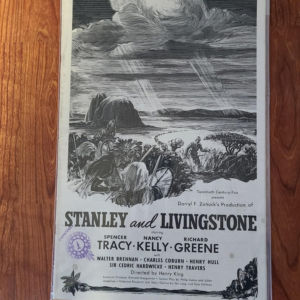 Twentieth Century-Fox
presents
Darryl F. Zanuck's Production of
STANLEY and LIVINGSTONE
starring
SPENCER NANCY RICHARD
TRACY · KELLY · GREENE
with
WALTER BRENNAN · CHARLES COBURN · HENRY HULL
SIR CEDRIC HARDWICKE · HENRY TRAVERS
Directed by Henry King